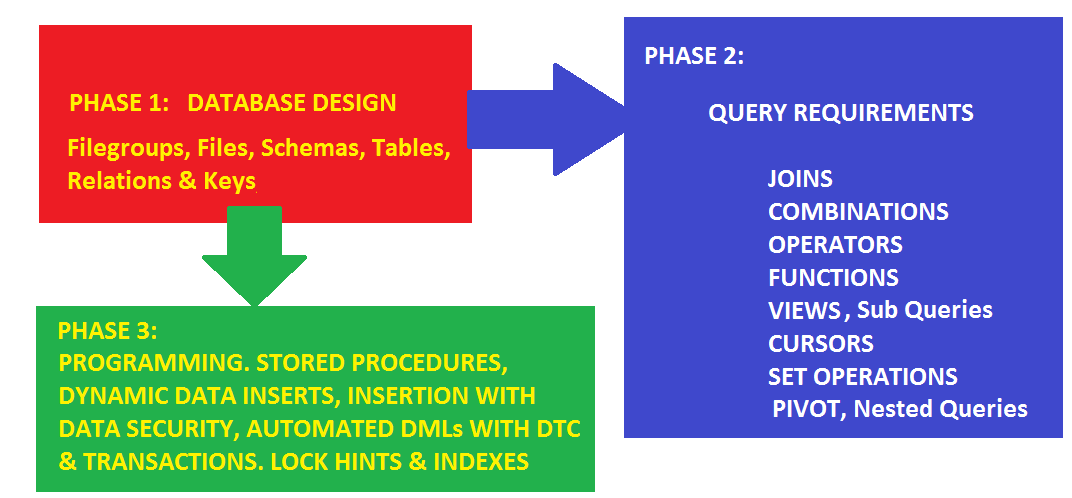 PHASE 1: DATABASE DESIGN
Filegroups, Files, Schemas, Tables,
Relations & Keys
PHASE 2:
QUERY REQUIREMENTS
JOINS
COMBINATIONS
OPERATORS
FUNCTIONS
VIEWS , Sub Queries
CURSORS
SET OPERATIONS
PIVOT, Nested Queries
PHASE 3:
PROGRAMMING. STORED PROCEDURES,
DYNAMIC DATA INSERTS, INSERTION WITH
DATA SECURITY, AUTOMATED DMLs WITH DTC
& TRANSACTIONS. LOCK HINTS & INDEXES